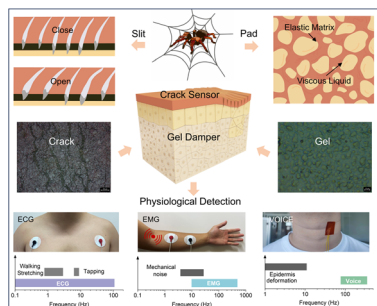 Close
Slit
Pad
Elastic Matrix
Open
Viscous Liquid
Crack Sensor
Crack
Gel Damper
Gel
Physiological Detection
ECG
EMG
VOICE
Walking
Stretching
Tapping
ECG
Mechanical
noise
EMG
Epidermis
deformation
Voice
0.1 1 10 100
Frequency (Hz)
0.1 1 10 100 1000
Frequency (Hz)
1 10 100
Frequency (Hz)